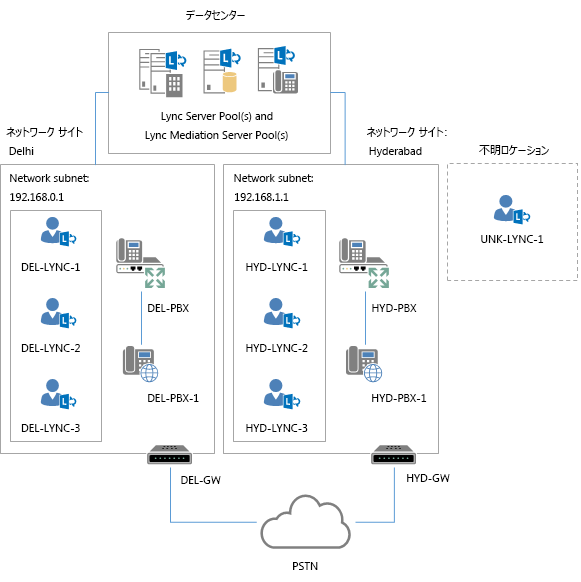 データセンター
Lync Server Pool(s) and
Lync Mediation Server Pool(s)
ネットワーク サイト
Delhi
ネットワーク サイト:
Hyderabad
不明ロケーション
Network subnet:
192.168.0.1
DEL-LYNC-1
DEL-LYNC-2
DEL-LYNC-3
DEL-PBX
DEL-PBX-1
DEL-GW
Network subnet:
192.168.1.1
HYD-LYNC-1
HYD-LYNC-2
HYD-LYNC-3
HYD-PBX
HYD-PBX-1
HYD-GW
UNK-LYNC-1
PSTN